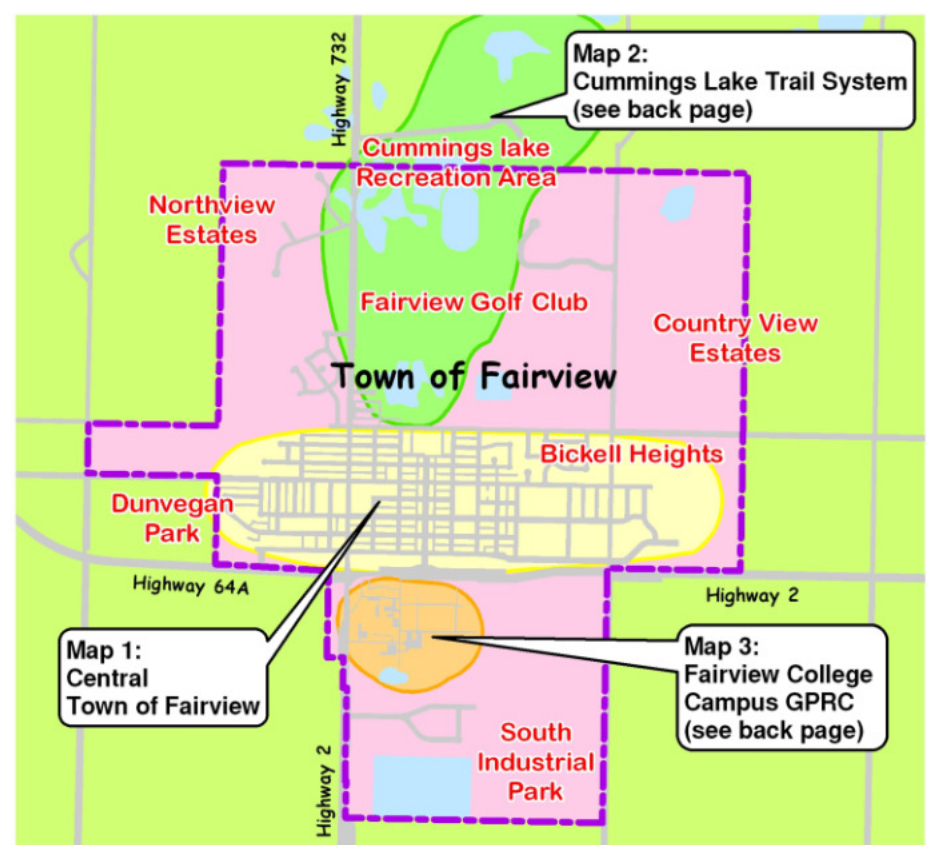 Highway 732
Map 2:
Cummings Lake Trail System
(see back page)
Cummings lake
Recreation Area
Northview
Estates
Fairview Golf Club
Country View
Estates
Town of Fairview
Bickell Heights
Dunvegan
Park
Highway 64A
Highway 2
Map 1:
Central
Town of Fairview
Map 3:
Fairview College
Campus GPRC
(see back page)
South
Industrial
Park
Highway 2